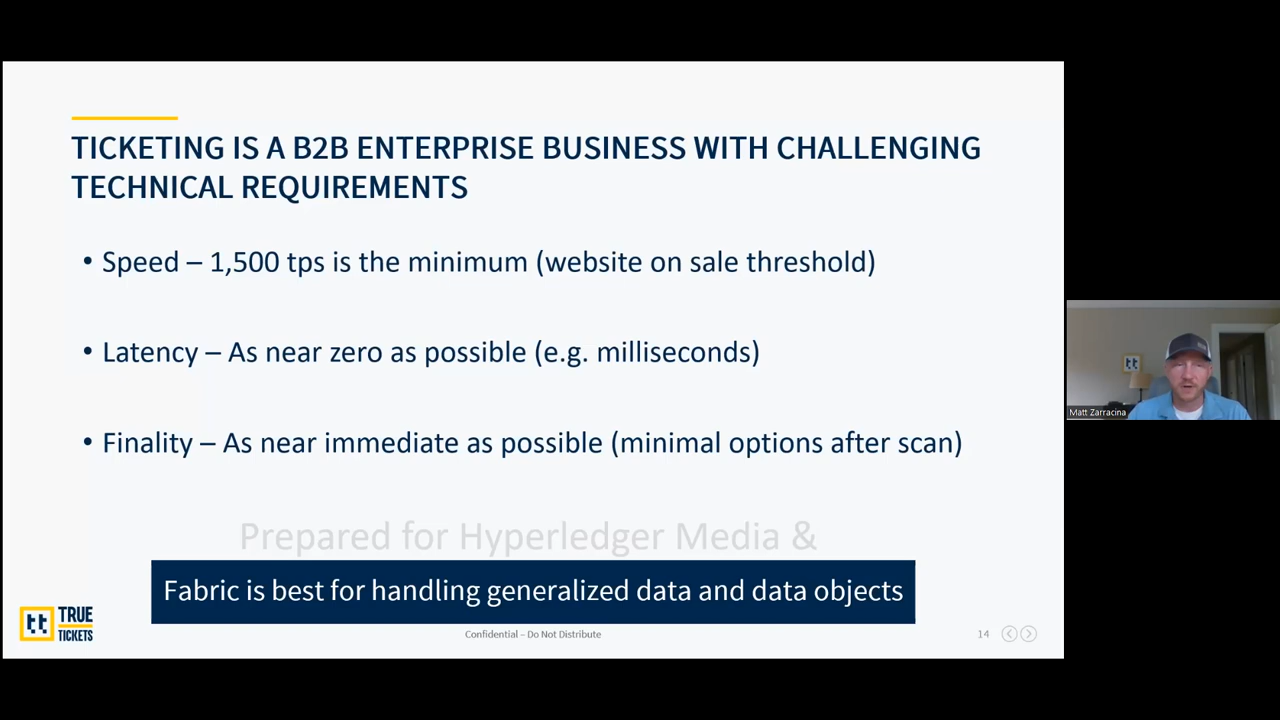 TICKETING IS A B2B ENTERPRISE BUSINESS WITH CHALLENGING
TECHNICAL REQUIREMENTS
• Speed – 1,500 tps is the minimum (website on sale threshold)
• Latency – As near zero as possible (e.g. milliseconds)
• Finality – As near immediate as possible (minimal options after scan)
Prepared for Hyperledger Media &
Fabric is best for handling generalized data and data objects
tt TRUE
TICKETS
Confidential – Do Not Distribute
14
tt
Matt Zarracina